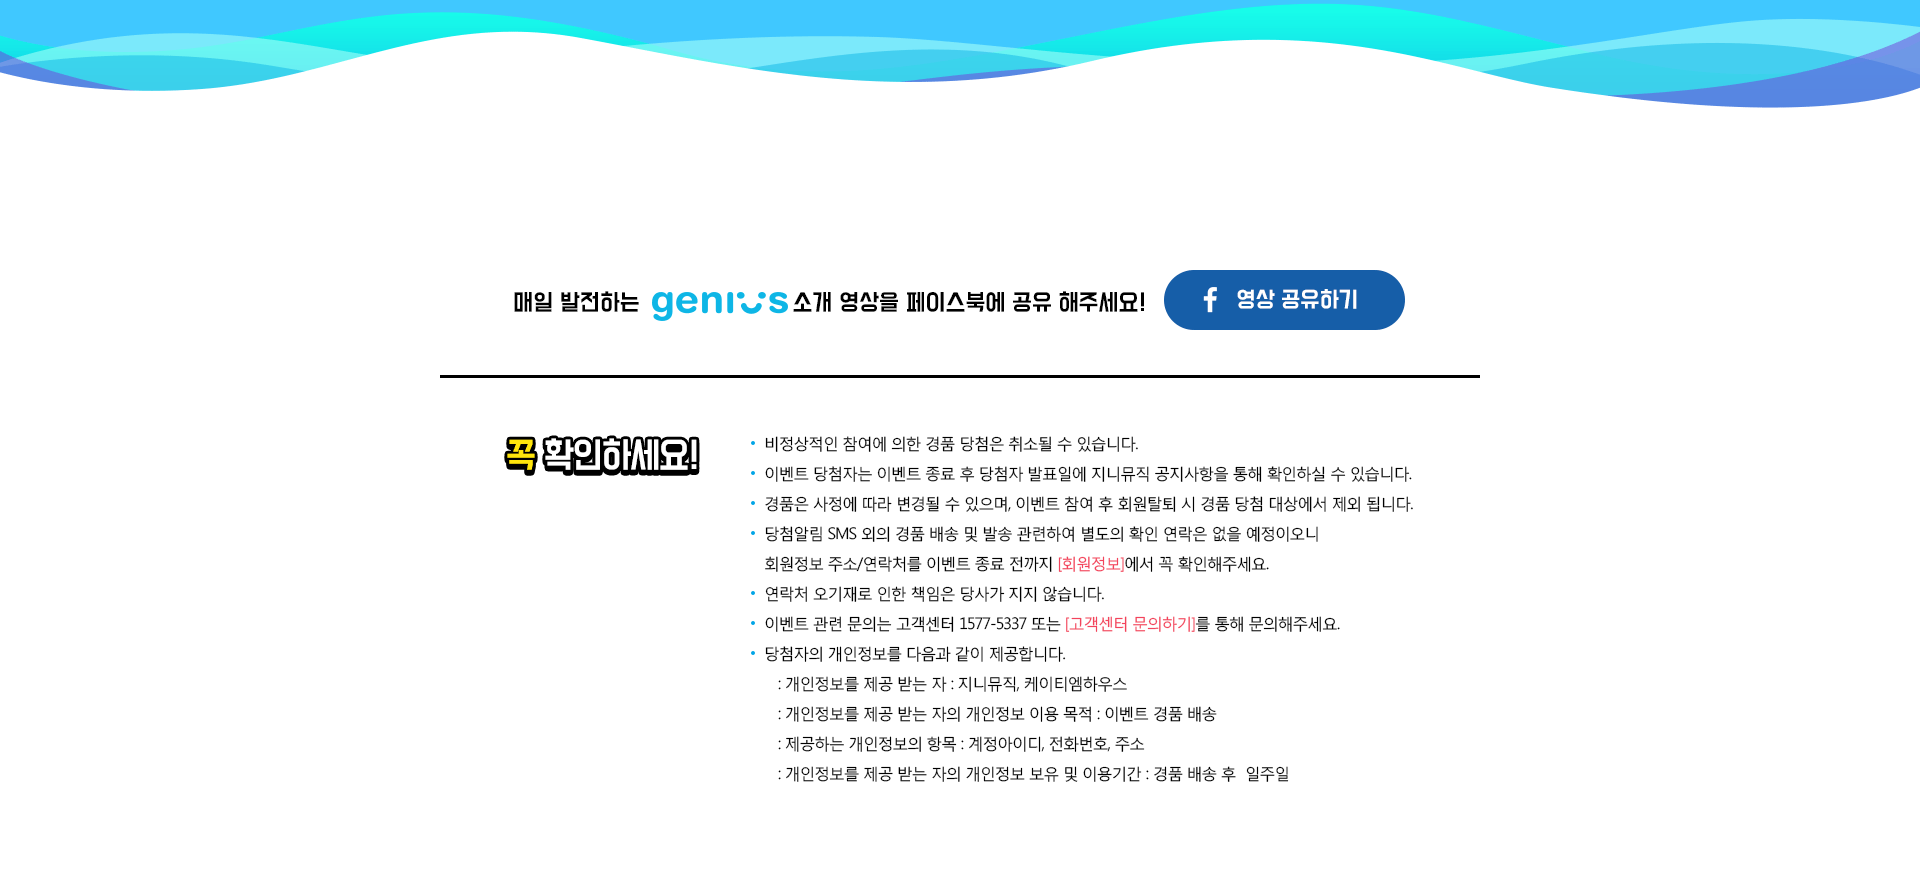 매일 발전하는 genius 소개 영상을 페이스북에 공유 해주세요! 영상 공유하기
꼭 확인하세요!
• 비정상적인 참여에 의한 경품 당첨은 취소될 수 있습니다.
• 이벤트 당첨자는 이벤트 종료 후 당첨자 발표일에 지니뮤직 공지사항을 통해 확인하실 수 있습니다.
• 경품은 사정에 따라 변경될 수 있으며, 이벤트 참여 후 회원탈퇴 시 경품 당첨 대상에서 제외 됩니다.
• 당첨알림 SMS 외의 경품 배송 및 발송 관련하여 별도의 확인 연락은 없을 예정이오니
회원정보 주소/연락처를 이벤트 종료 전까지 [회원정보]에서 꼭 확인해주세요.
• 연락처 오기재로 인한 책임은 당사가 지지 않습니다.
• 이벤트 관련 문의는 고객센터 1577-5337 또는 [고객센터 문의하기]를 통해 문의해주세요.
• 당첨자의 개인정보를 다음과 같이 제공합니다.
: 개인정보를 제공 받는 자 : 지니뮤직, 케이티엠하우스
: 개인정보를 제공 받는 자의 개인정보 이용 목적 : 이벤트 경품 배송
: 제공하는 개인정보의 항목 : 계정아이디, 전화번호, 주소
: 개인정보를 제공 받는 자의 개인정보 보유 및 이용기간 : 경품 배송 후 일주일